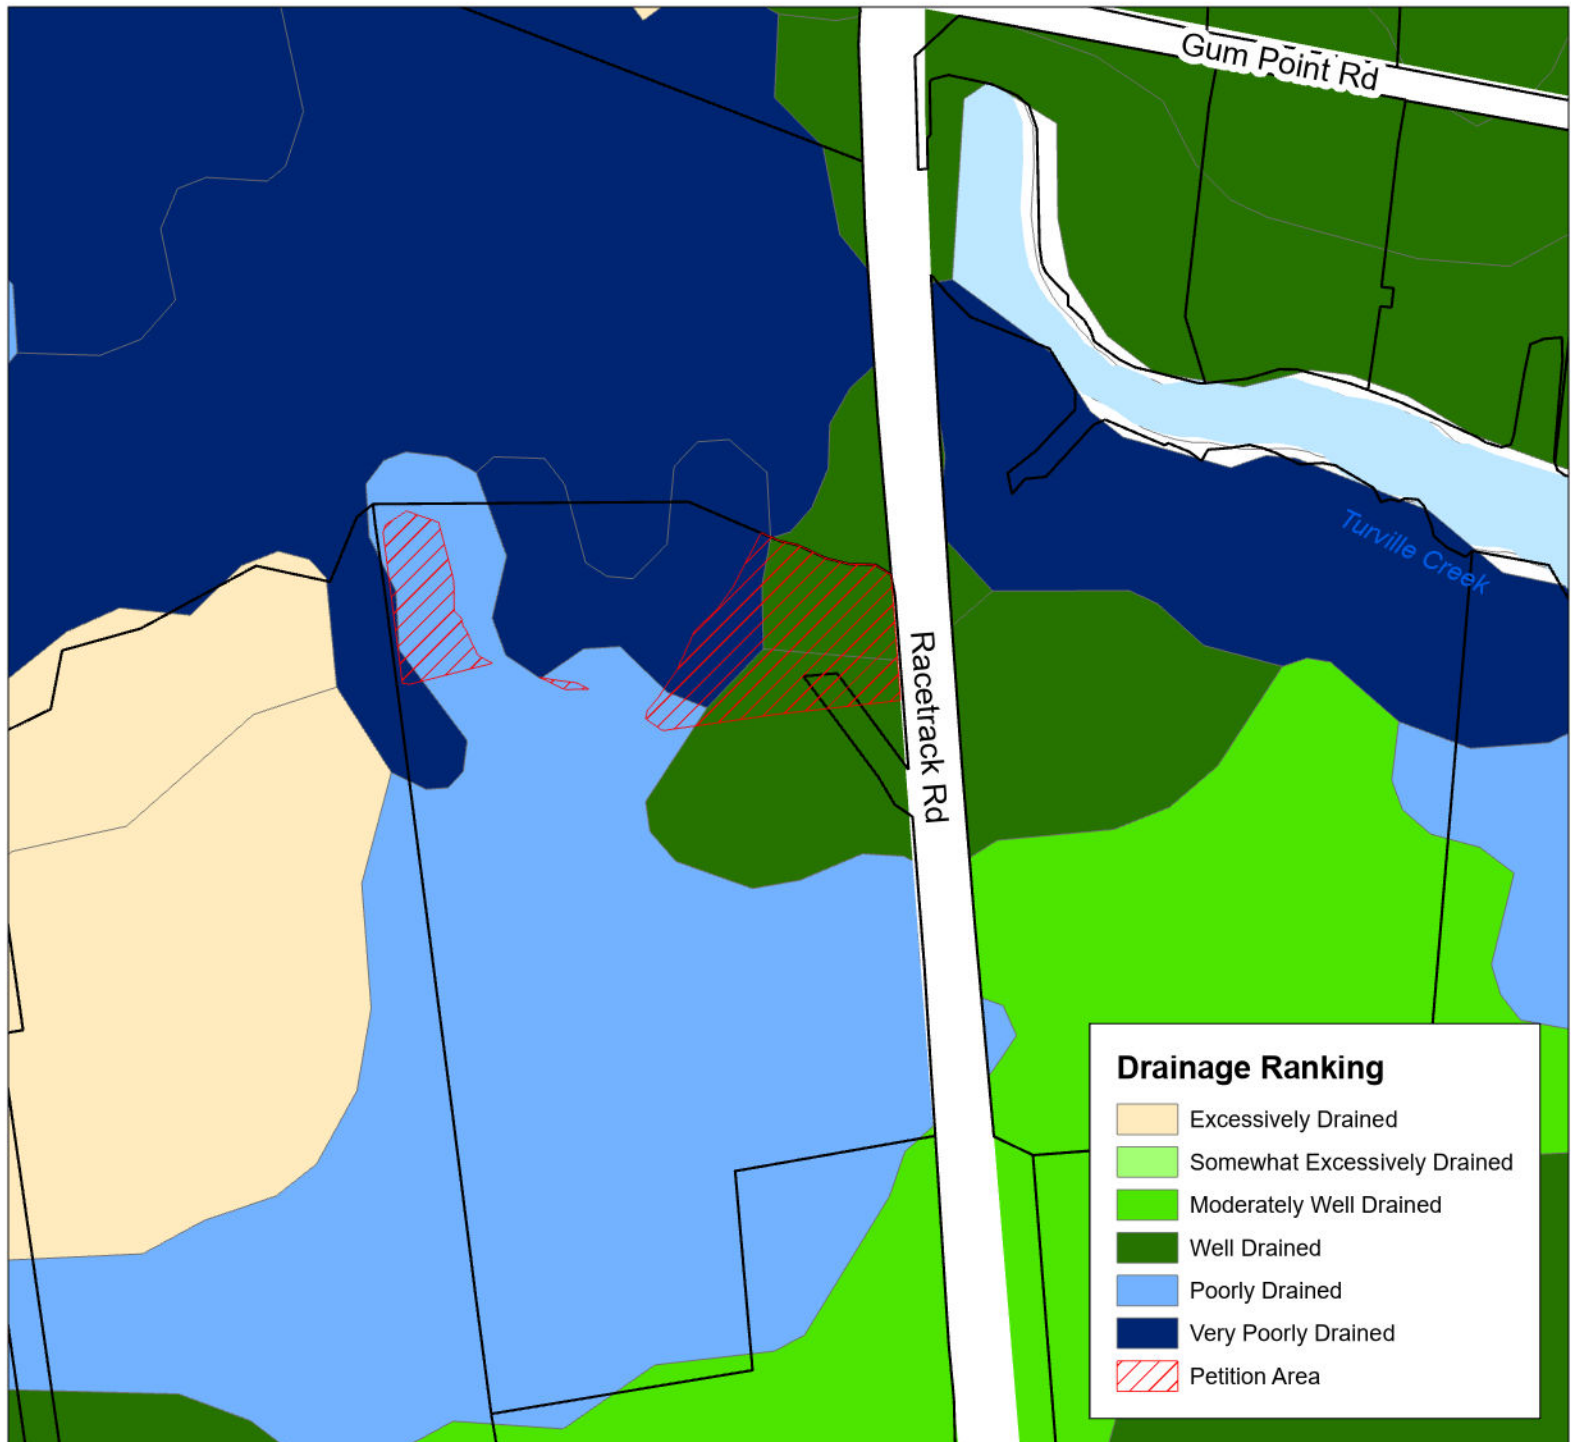 Gum Point Rd
Turville Creek
Racetrack Rd
Drainage Ranking
Excessively Drained
Somewhat Excessively Drained
Moderately Well Drained
Well Drained
Poorly Drained
Very Poorly Drained
Petition Area